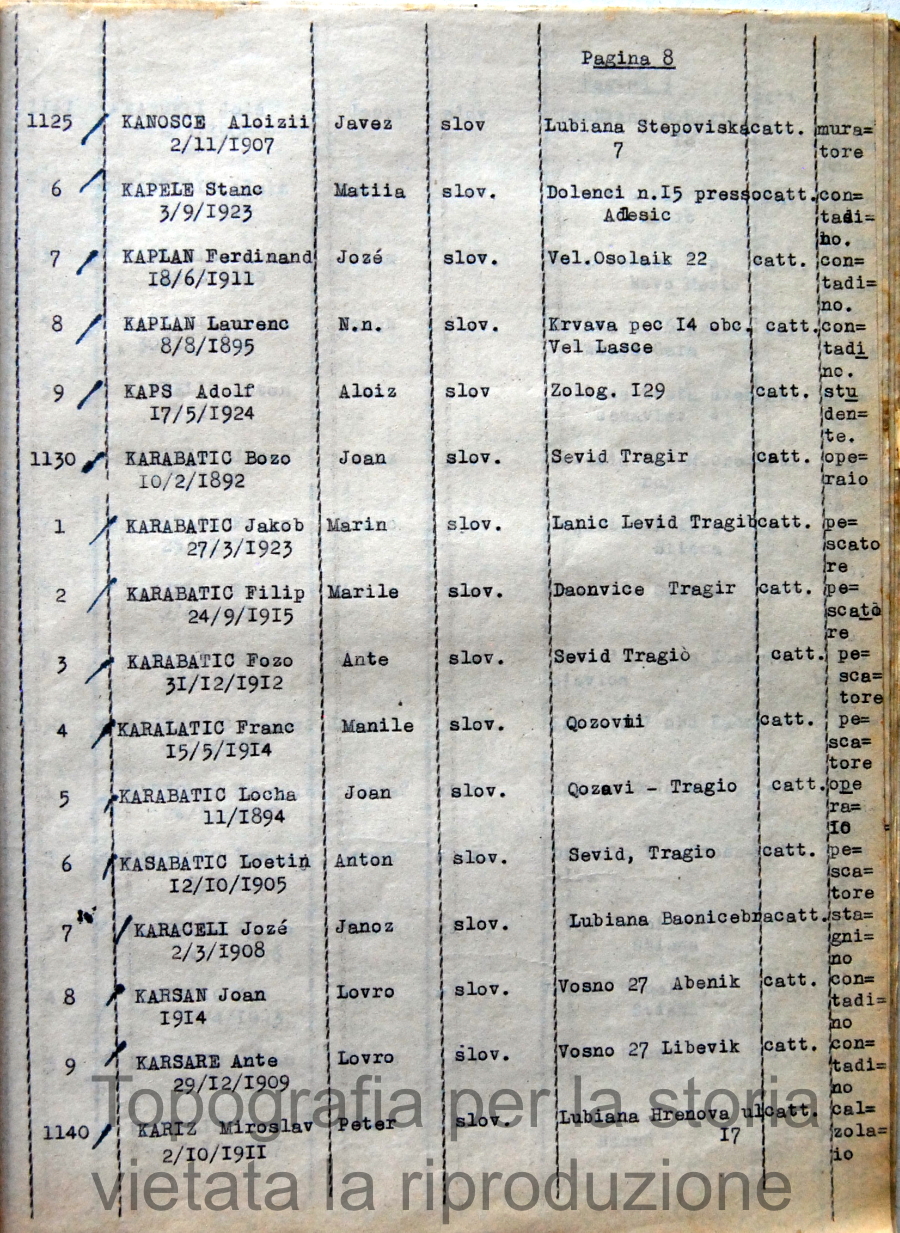 Pagina 8
1125 KANOSCE Aloizii Javez slov Lubiana Stepoviska catt. mura=
2/11/1907 7 tore
6 KAPELE Stanc Matiia slov. Dolenci n.15 presso catt. con=
3/9/1923 Adlesic tadi=
no.
7 KAPLAN Ferdinand Jozé slov. Vel.Osolaik 22 catt. con=
18/6/1911 tadi=
no.
8 KAPLAN Laurenc N.n. slov. Krvava pec 14 obc. catt. con=
8/8/1895 Vel Lasce tadi
no.
9 KAPS Adolf Aloiz slov Zolog. 129 catt. stu
17/5/1924 den=
te.
1130 KARABATIC Bozo Joan slov. Sevid Tragir catt. ope=
10/2/1892 raio
1 KARABATIC Jakob Marin slov. Lanic Levid Tragib catt. pe=
27/3/1923 scato
re
2 KARABATIC Filip Marile slov. Daonvice Tragir catt. pe=
24/9/1915 scatò
re
3 KARABATIC Fozo Ante slov. Sevid Tragiò catt. pe=
31/12/1912 sca=
tore
4 KARALATIC Franc Manile slov. catt. pe=
15/5/1914 sca=
tore
5 KARABATIC Locha Joan slov. Qozavi - Tragio catt. ope
11/1894 ra=
io =
6 KASABATIC Loetin Anton slov. Sevid, Tragio catt. pe=
12/10/1905 sca=
tore
7 KARACELI Jozé Janoz slov. Lubiana Baonicebra catt. sta=
2/3/1908 gni=
no
8 KARSAN Joan Lovro slov. Vosno 27 Abenik catt. con=
1914 tadi=
no
9 KARSARE Ante Lovro slov. Vosno 27 Libevik catt. con=
29/12/1909 tadi=
no
1140 KARIZ Miroslav Peter slov. Lubiana Hrenova ul catt. cal=
2/10/1911 17 zola=
io
Topografia per la storia
vietata la riproduzione